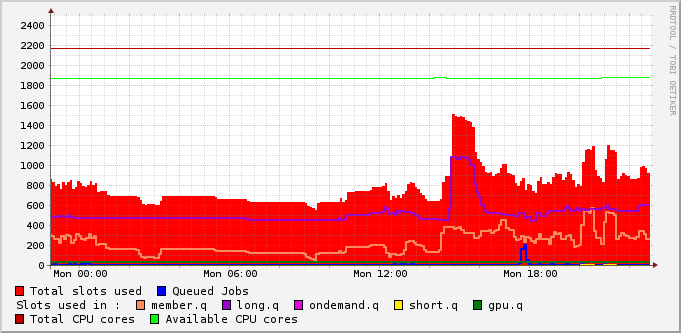 2400
2200
2000
1800
1600
1400
1200
1000
800
600
400
200
0
Mon 00:00 Mon 06:00 Mon 12:00 Mon 18:00
RRDTOOL / TOBI OETIKER
Total slots used Queued Jobs
Slots used in : member.q long.q ondemand.q short.q gpu.q
Total CPU cores Available CPU cores